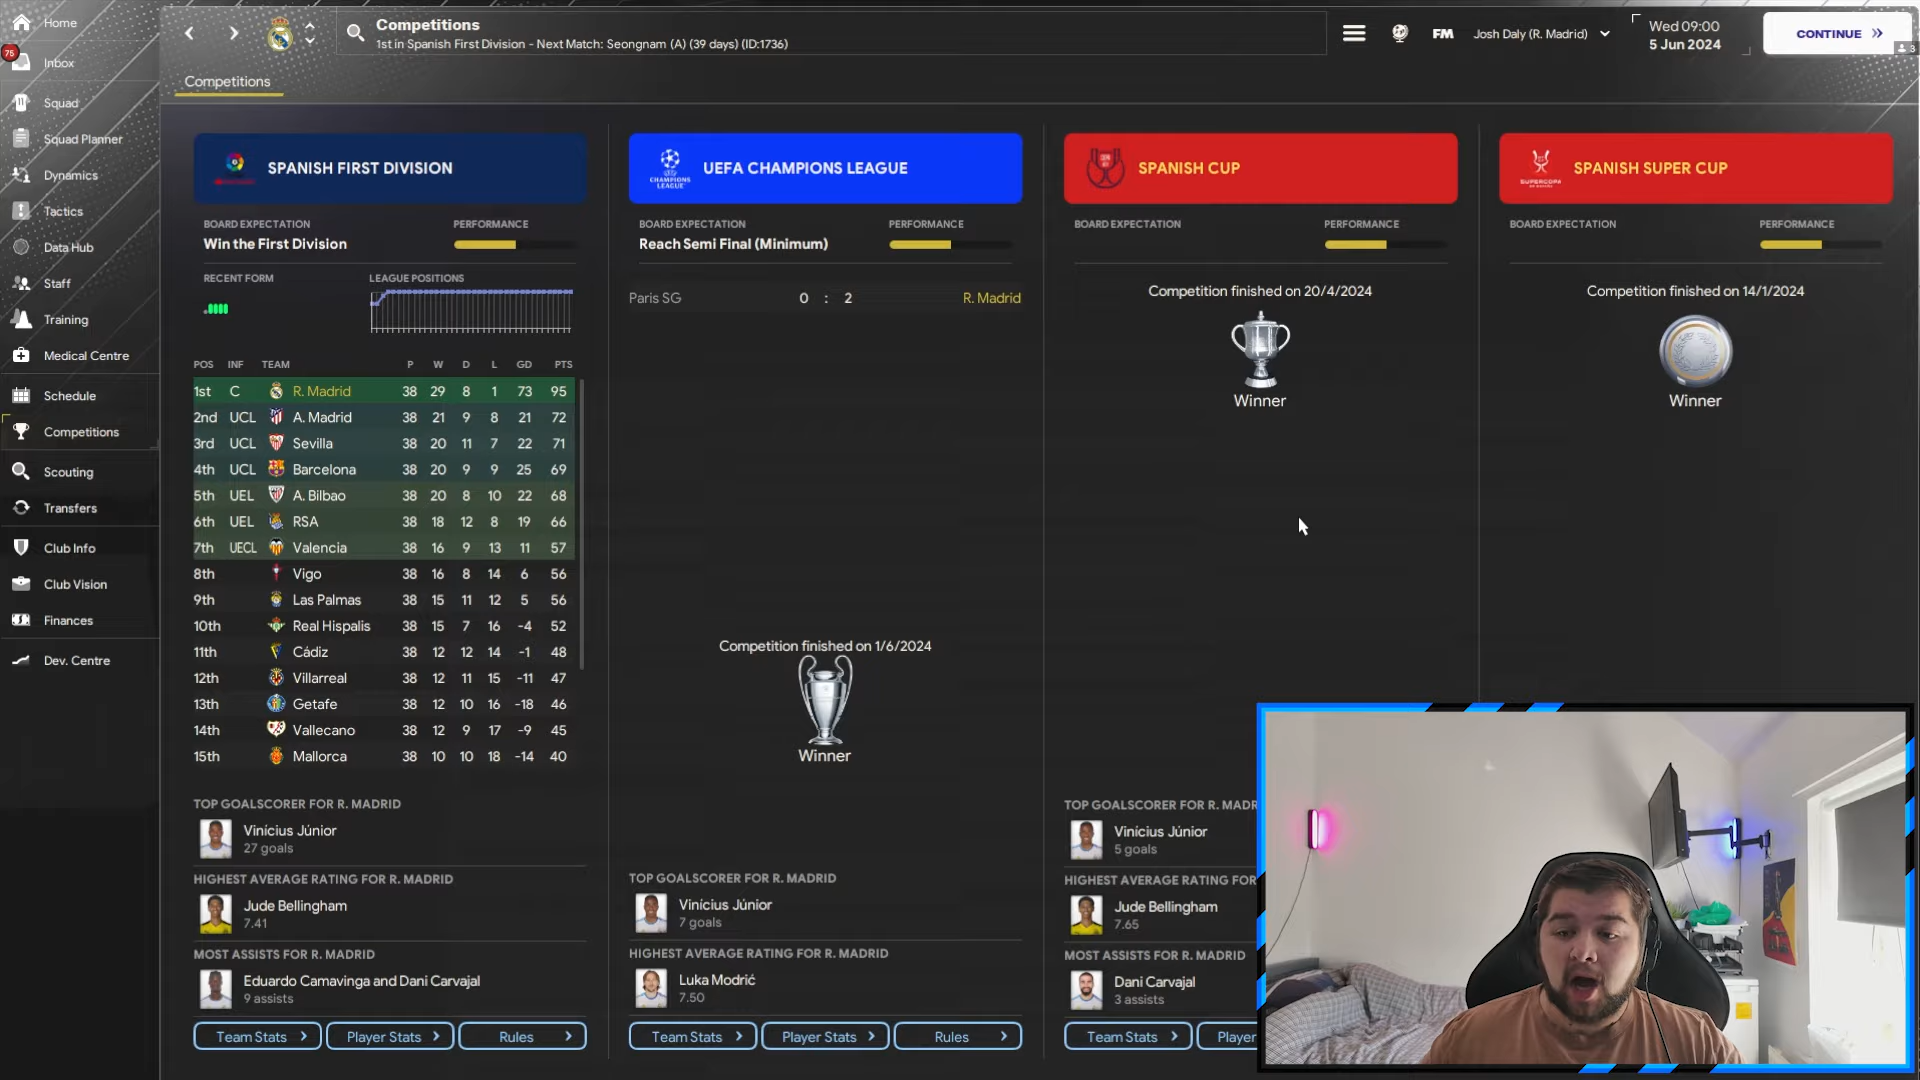 Home
75
Inbox
Squad
Squad Planner
Dynamics
Tactics
Data Hub
Staff
Training
Medical Centre
Schedule
Competitions
Scouting
Transfers
Club Info
Club Vision
Finances
Dev. Centre
Competitions
1st in Spanish First Division - Next Match: Seongnam (A) (39 days) (ID:1736)
FM
Josh Daly (R. Madrid)
Wed 09:00
5 Jun 2024
CONTINUE
3
Competitions
SPANISH FIRST DIVISION
BOARD EXPECTATION PERFORMANCE
Win the First Division
RECENT FORM LEAGUE POSITIONS
POS INF TEAM P W D L GD PTS
1st C R. Madrid 38 29 8 1 73 95
2nd UCL A. Madrid 38 21 9 8 21 72
3rd UCL Sevilla 38 20 11 7 22 71
4th UCL Barcelona 38 20 9 9 25 69
5th UEL A. Bilbao 38 20 8 10 22 68
6th UEL RSA 38 18 12 8 19 66
7th UECL Valencia 38 16 9 13 11 57
8th Vigo 38 16 8 14 6 56
9th Las Palmas 38 15 11 12 5 56
10th Real Hispalis 38 15 7 16 -4 52
11th Cádiz 38 12 12 14 -1 48
12th Villarreal 38 12 11 15 -11 47
13th Getafe 38 12 10 16 -18 46
14th Vallecano 38 12 9 17 -9 45
15th Mallorca 38 10 10 18 -14 40
TOP GOALSCORER FOR R. MADRID
Vinícius Júnior
27 goals
HIGHEST AVERAGE RATING FOR R. MADRID
Jude Bellingham
7.41
MOST ASSISTS FOR R. MADRID
Eduardo Camavinga and Dani Carvajal
9 assists
Team Stats Player Stats Rules
CHAMPIONS
LEAGUE
UEFA CHAMPIONS LEAGUE
BOARD EXPECTATION PERFORMANCE
Reach Semi Final (Minimum)
Paris SG 0 : 2 R. Madrid
Competition finished on 1/6/2024
Winner
TOP GOALSCORER FOR R. MADRID
Vinícius Júnior
7 goals
HIGHEST AVERAGE RATING FOR R. MADRID
Luka Modrić
7.50
Team Stats Player Stats Rules
SPANISH CUP
BOARD EXPECTATION PERFORMANCE
Competition finished on 20/4/2024
Winner
TOP GOALSCORER FOR R. MADR
Vinícius Júnior
5 goals
HIGHEST AVERAGE RATING FOR
Jude Bellingham
7.65
MOST ASSISTS FOR R. MADRID
Dani Carvajal
3 assists
Team Stats Player
SUPERCOPA
SPANISH SUPER CUP
BOARD EXPECTATION PERFORMANCE
Competition finished on 14/1/2024
Winner